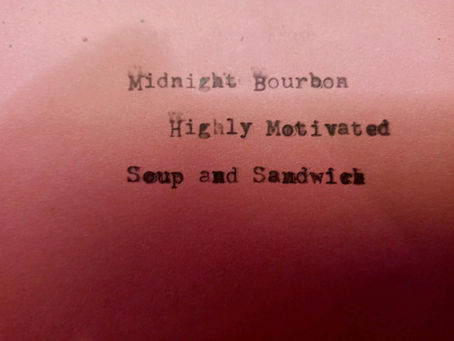 Midnight Bourbon
Highly Motivated
Soup and Sandwich